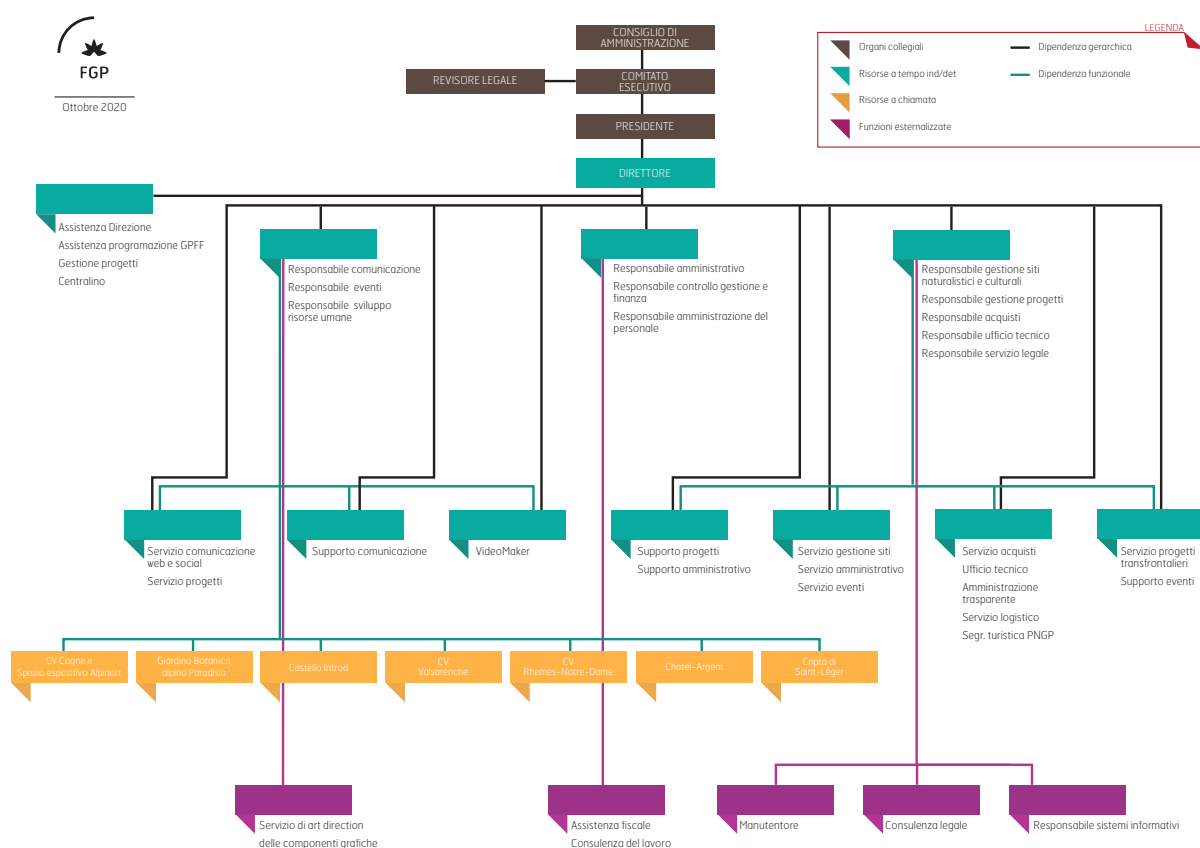 FGP
Ottobre 2020
CONSIGLIO DI
AMMINISTRAZIONE
REVISORE LEGALE
COMITATO
ESECUTIVO
PRESIDENTE
DIRETTORE
LEGENDA
Organi collegiali
Dipendenza gerarchica
Risorse a tempo ind/det
Dipendenza funzionale
Risorse a chiamata
Funzioni esternalizzate
Assistenza Direzione
Assistenza programazione GPFF
Gestione progetti
Centralino
Responsabile comunicazione
Responsabile eventi
Responsabile sviluppo
risorse umane
Responsabile amministrativo
Responsabile controllo gestione e
finanza
Responsabile amministrazione del
personale
Responsabile gestione siti
naturalistici e culturali
Responsabile gestione progetti
Responsabile acquisti
Responsabile ufficio tecnico
Responsabile servizio legale
Servizio comunicazione
web e social
Servizio progetti
Supporto comunicazione
VideoMaker
Supporto progetti
Supporto amministrativo
Servizio gestione siti
Servizio amministrativo
Servizio eventi
Servizio acquisti
Ufficio tecnico
Amministrazione
trasparente
Servizio logistico
Segr. turistica PNGP
Servizio progetti
transfrontalieri
Supporto eventi
CV Cogne e
Spazio espositivo Alpinart
Giardino Botanico
alpino Paradisia
Castello Introd
CV
Valsarenche
CV
Rhemes-Notre-Dame
Chatel-Argent
Cripta di
Saint-Léger
Servizio di art direction
delle componenti grafiche
Assistenza fiscale
Consulenza del lavoro
Manutentore
Consulenza legale
Responsabile sistemi informativi